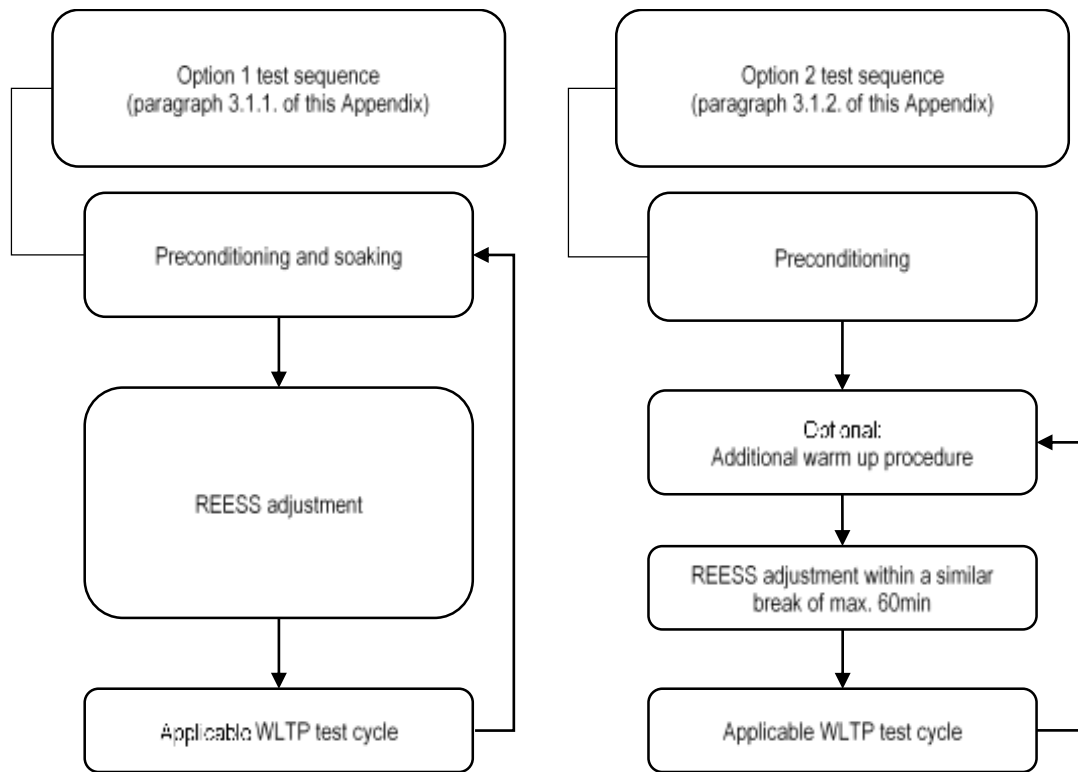 Option 1 test sequence
(paragraph 3.1.1. of this Appendix)
Preconditioning and soaking
REESS adjustment
Applicable WLTP test cycle
Option 2 test sequence
(paragraph 3.1.2. of this Appendix)
Preconditioning
Optional:
Additional warm up procedure
REESS adjustment within a similar
break of max. 60min
Applicable WLTP test cycle